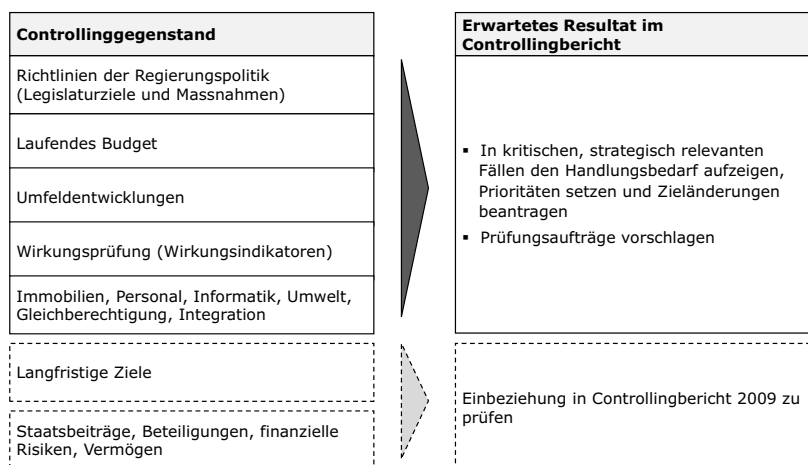 Controllinggegenstand
Richtlinien der Regierungspolitik
(Legislaturziele und Massnahmen)
Laufendes Budget
Umfeldentwicklungen
Wirkungsprüfung (Wirkungsindikatoren)
Immobilien, Personal, Informatik, Umwelt,
Gleichberechtigung, Integration
Langfristige Ziele
Staatsbeiträge, Beteiligungen, finanzielle
Risiken, Vermögen
Erwartetes Resultat im
Controllingbericht
▪ In kritischen, strategisch relevanten
Fällen den Handlungsbedarf aufzeigen,
Prioritäten setzen und Zieländerungen
beantragen
▪ Prüfungsaufträge vorschlagen
Einbeziehung in Controllingbericht 2009 zu
prüfen